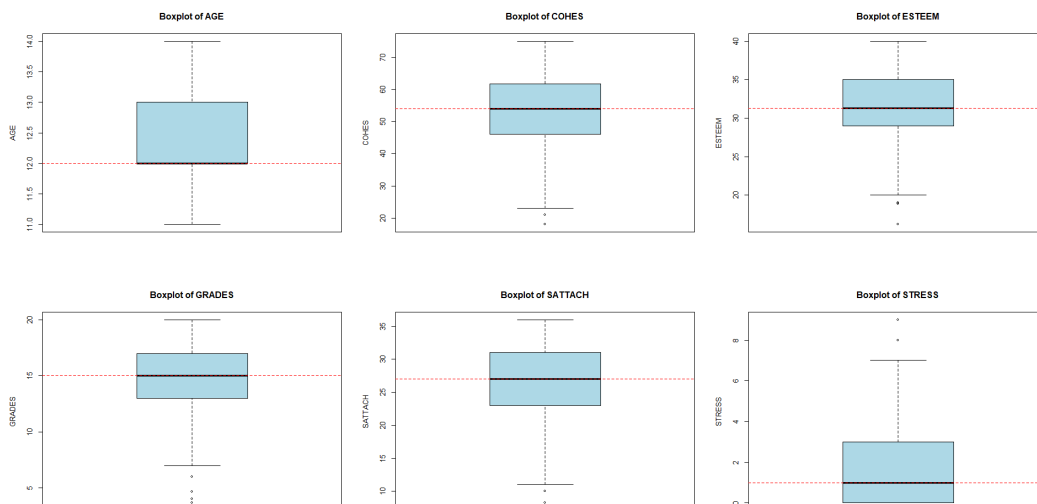 Boxplot of AGE
AGE
14.0
13.5
13.0
12.5
12.0
11.5
11.0
Boxplot of COHES
COHES
70
60
50
40
30
20
Boxplot of ESTEEM
ESTEEM
40
35
30
25
20
Boxplot of GRADES
GRADES
20
15
10
5
Boxplot of SATTACH
SATTACH
35
30
25
20
15
10
Boxplot of STRESS
STRESS
8
6
4
2
0